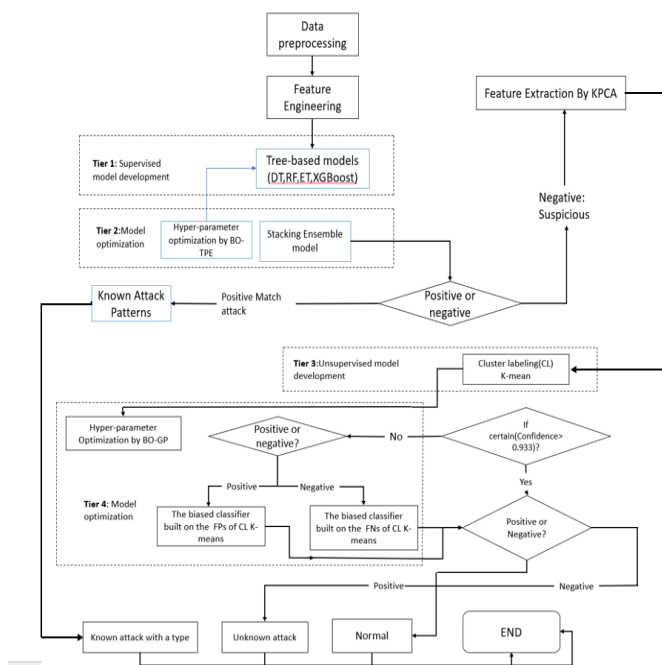 Data
preprocessing
Feature
Engineering
Feature Extraction By KPCA
Tier 1: Supervised
model development
Tree-based models
(DT,RF,ET,XGBoost)
Negative:
Suspicious
Tier 2:Model
optimization
Hyper-parameter
optimization by BO-
TPE
Stacking Ensemble
model
Known Attack
Patterns
Positive Match
attack
Positive or
negative
Tier 3:Unsupervised model
development
Cluster labeling(CL)
K-mean
Hyper-parameter
Optimization by BO-GP
Positive or
negative?
No
If
certain(Confidence>
0.933)?
Yes
Positive
Negative
Tier 4: Model
optimization
The biased classifier
built on the FPs of CL K-
means
The biased classifier
built on the FNs of CL K-
means
Positive or
Negative?
Positive
Negative
Known attack with a type
Unknown attack
Normal
END